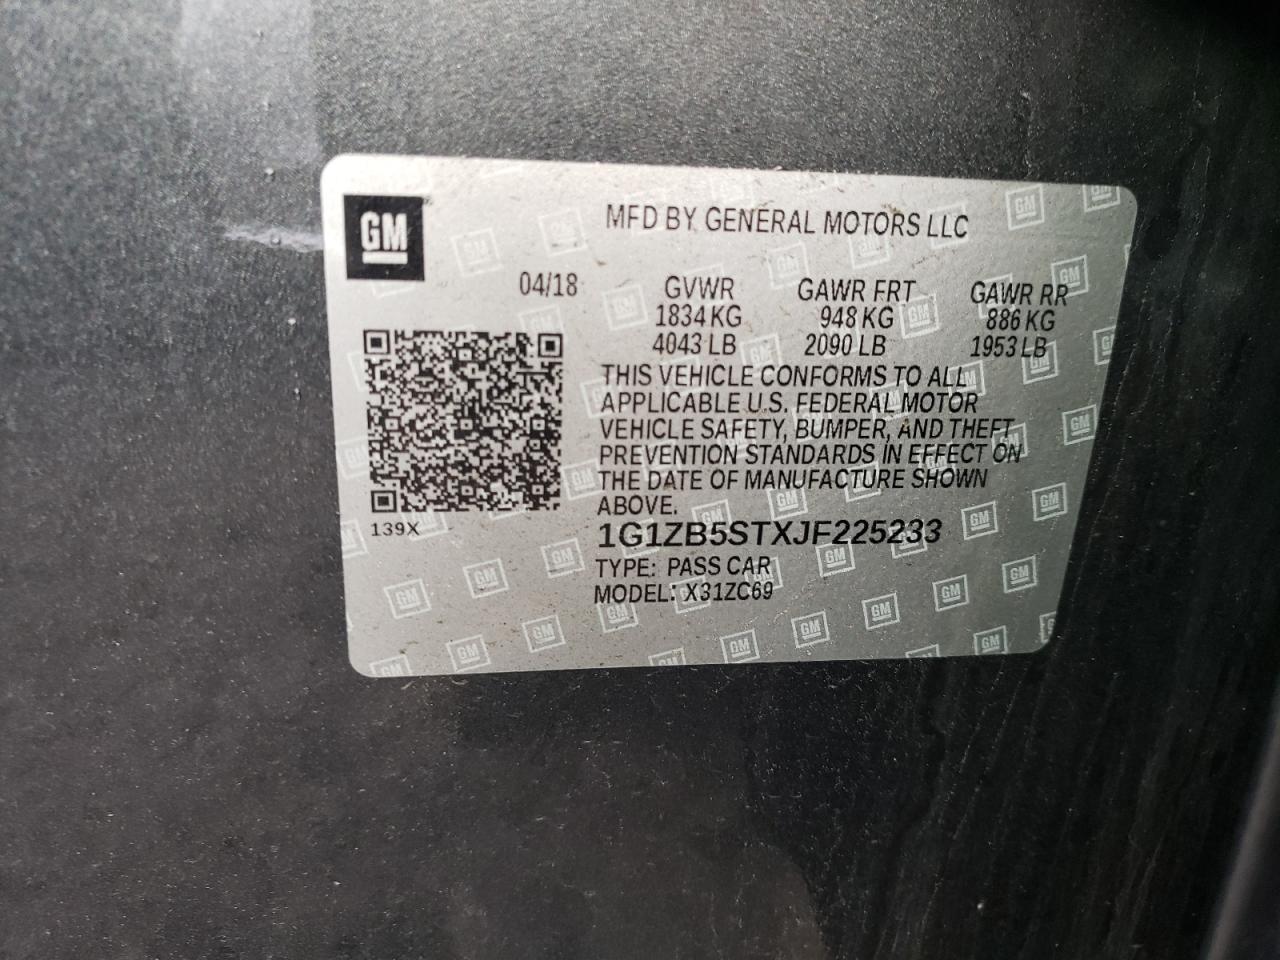 GM
MFD BY GENERAL MOTORS LLC
04/18
GVWR GAWR FRT GAWR RR
1834 KG 948 KG 886 KG
4043 LB 2090 LB 1953 LB
THIS VEHICLE CONFORMS TO ALL
APPLICABLE U.S. FEDERAL MOTOR
VEHICLE SAFETY, BUMPER, AND THEFT
PREVENTION STANDARDS IN EFFECT ON
THE DATE OF MANUFACTURE SHOWN
ABOVE.
139X
1G1ZB5STXJF225233
TYPE: PASS CAR
MODEL: X31ZC69